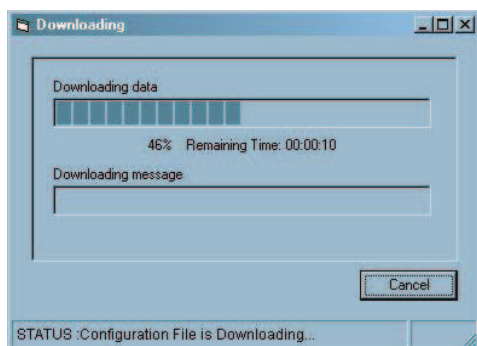 Downloading
Downloading data
46% Remaining Time: 00:00:10
Downloading message
Cancel
STATUS :Configuration File is Downloading...